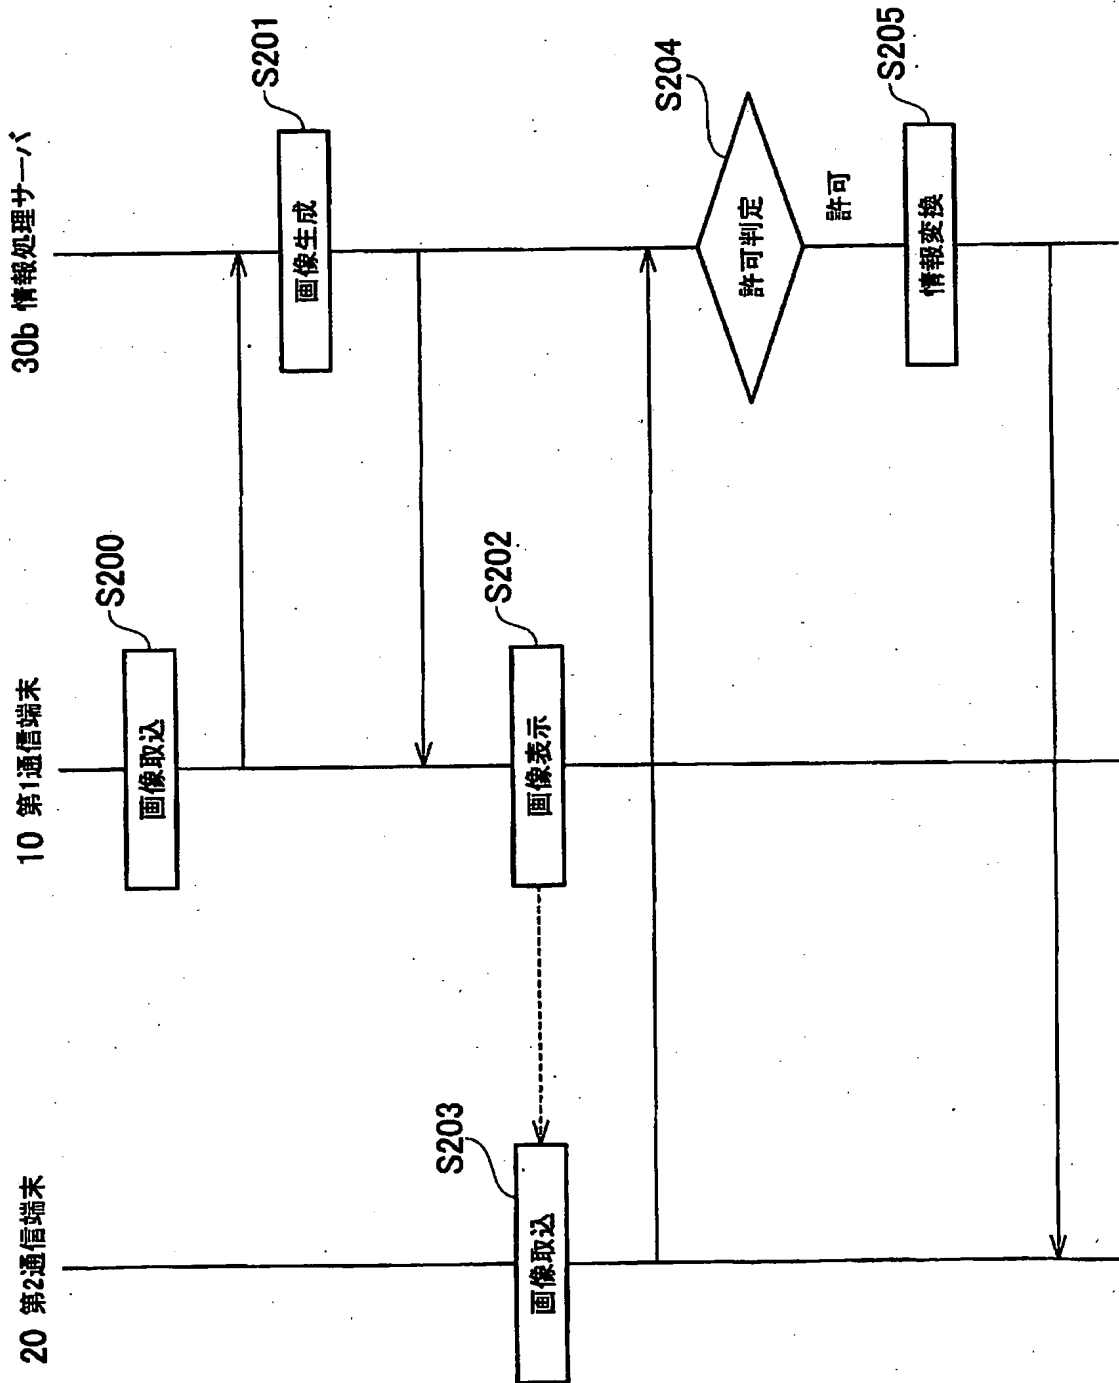 20 第2通信端末
10 第1通信端末
30b 情報処理サーバ
画像取込
S200
画像生成
S201
画像表示
S202
画像取込
S203
許可判定
S204
許可
情報変換
S205